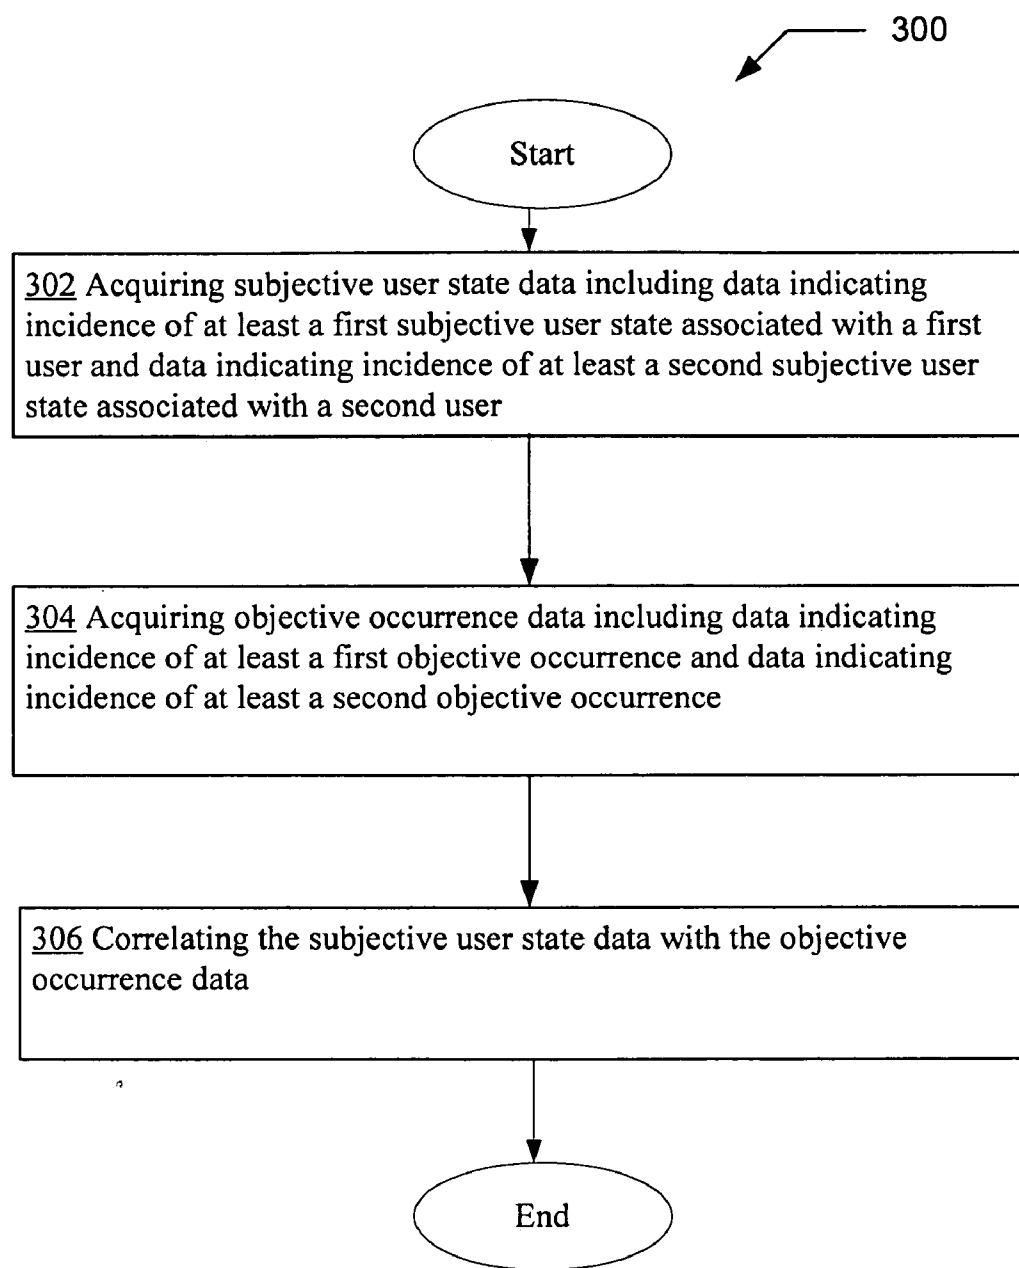 300
Start
302 Acquiring subjective user state data including data indicating
incidence of at least a first subjective user state associated with a first
user and data indicating incidence of at least a second subjective user
state associated with a second user
304 Acquiring objective occurrence data including data indicating
incidence of at least a first objective occurrence and data indicating
incidence of at least a second objective occurrence
306 Correlating the subjective user state data with the objective
occurrence data
End